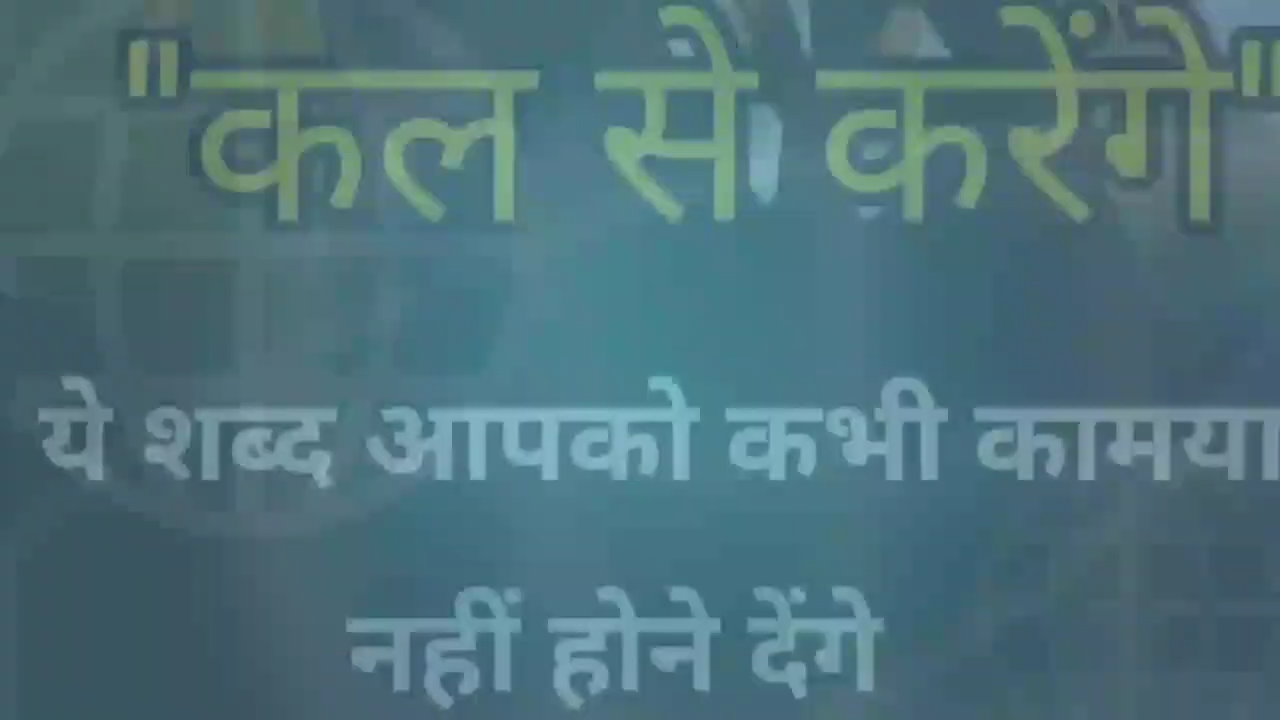 "कल से करेंगे"
ये शब्द आपको कभी कामया
नहीं होने देंगे